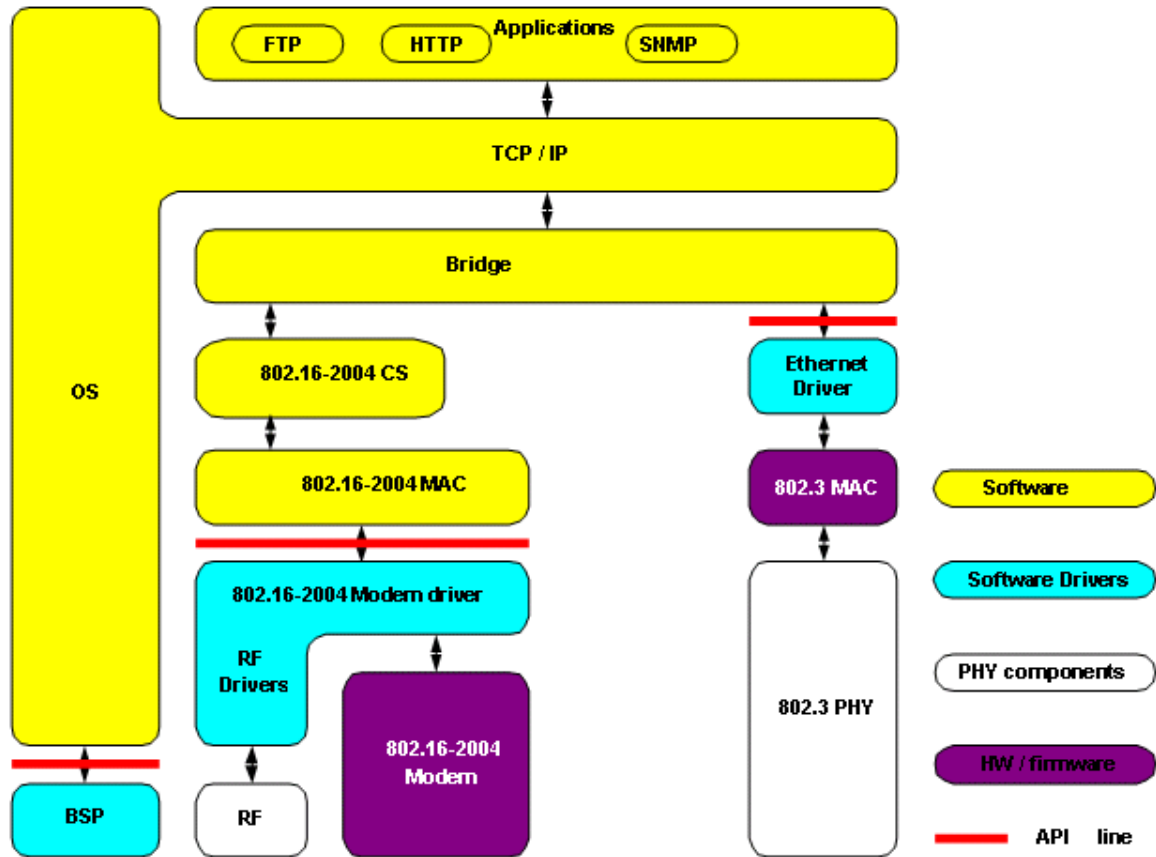 Applications
FTP
HTTP
SNMP
TCP / IP
Bridge
OS
802.16-2004 CS
Ethernet
Driver
802.16-2004 MAC
802.3 MAC
Software
802.16-2004 Modern driver
Software Drivers
RF
Drivers
PHY components
802.3 PHY
802.16-2004
Modern
HW / firmware
BSP
RF
API line